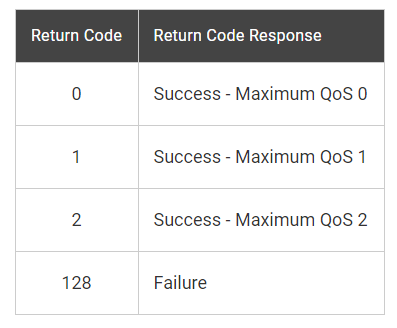 Return Code Return Code Response
0 Success - Maximum QoS 0
1 Success - Maximum QoS 1
2 Success - Maximum QoS 2
128 Failure